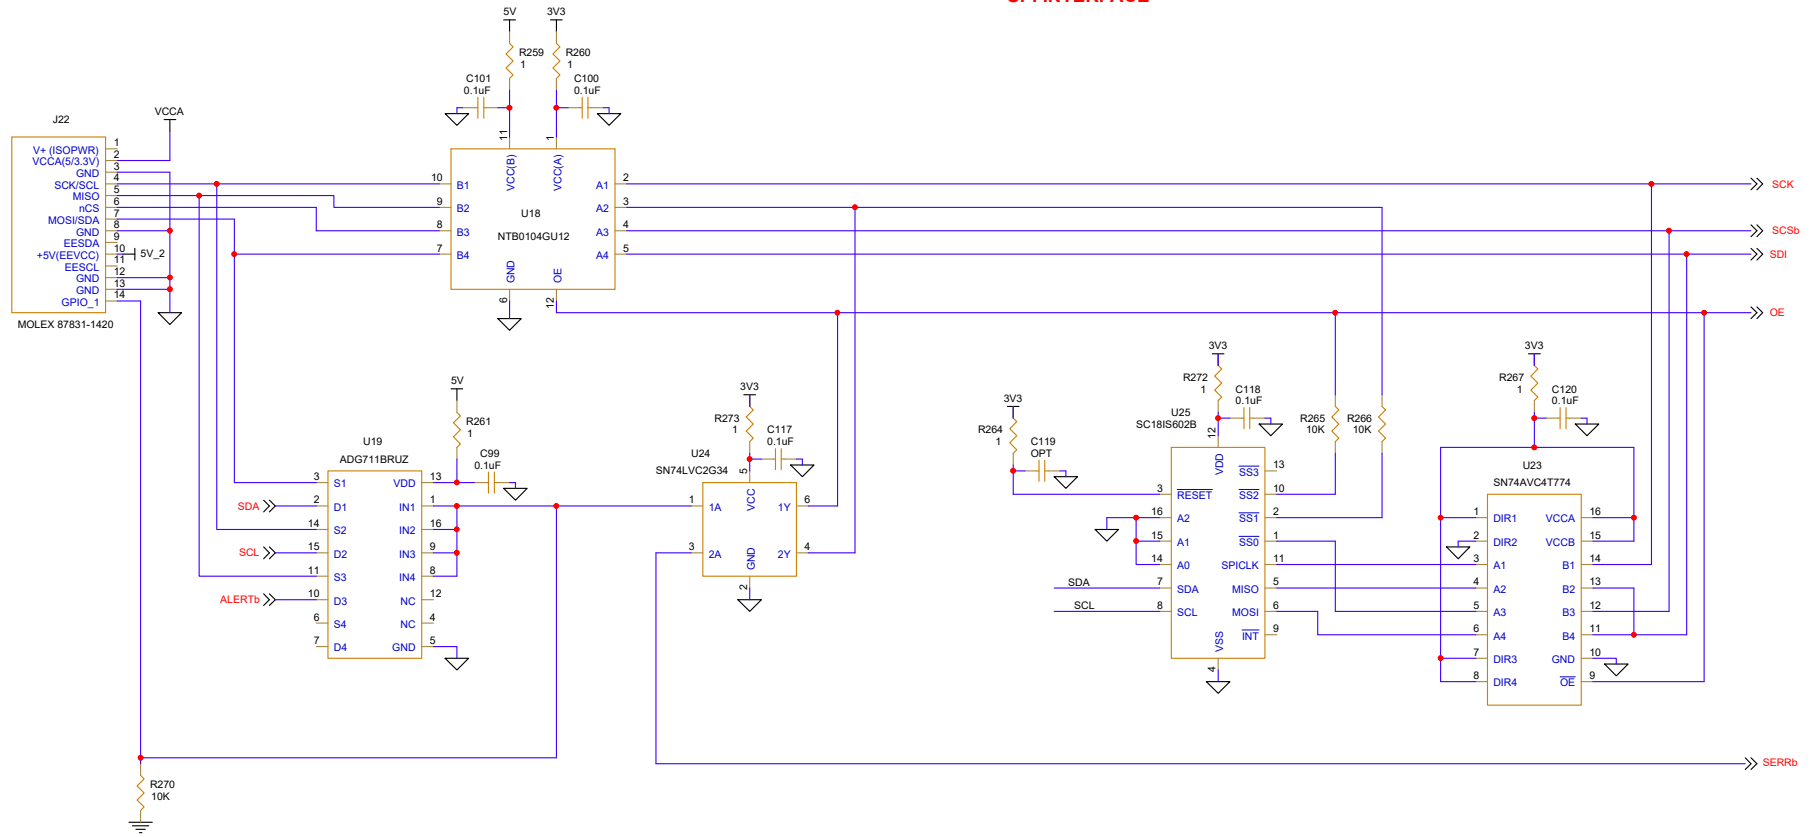 SPI INTERFACE
5V
3V3
R259
1
R260
1
C101
0.1uF
C100
0.1uF
11
1
VCC(B)
VCC(A)
J22
VCCA
V+ (ISOPWR)
1
VCCA(5/3.3V)
2
GND
3
SCK/SCL
4
MISO
5
nCS
6
MOSI/SDA
7
GND
8
EESDA
9
+5V(EEVCC)
10
5V_2
EESCL
11
GND
12
GND
13
GPIO_1
14
MOLEX 87831-1420
10
B1
9
B2
8
B3
7
B4
U18
NTB0104GU12
A1
2
A2
3
A3
4
A4
5
GND
OE
6
12
SCK
SCSb
SDI
OE
5V
R261
1
C99
0.1uF
U19
ADG711BRUZ
3
S1
SDA
2
D1
14
S2
SCL
15
D2
11
S3
ALERTb
10
D3
6
S4
7
D4
VDD
13
IN1
1
IN2
16
IN3
9
IN4
8
NC
12
NC
4
GND
5
3V3
R273
1
C117
0.1uF
U24
SN74LVC2G34
5
VCC
1
1A
3
2A
1Y
6
2Y
4
GND
2
3V3
R264
1
C119
OPT
3V3
R272
1
C118
0.1uF
U25
SC18IS602B
12
VDD
3
RESET
16
A2
15
A1
14
A0
SDA
7
SDA
SCL
8
SCL
SS3
13
SS2
10
SS1
2
SS0
1
SPICLK
11
MISO
5
MOSI
6
INT
9
VSS
4
R265
10K
R266
10K
3V3
R267
1
C120
0.1uF
U23
SN74AVC4T774
1
DIR1
2
DIR2
3
A1
4
A2
5
A3
6
A4
7
DIR3
8
DIR4
VCCA
16
VCCB
15
B1
14
B2
13
B3
12
B4
11
GND
10
OE
9
SERRb
R270
10K